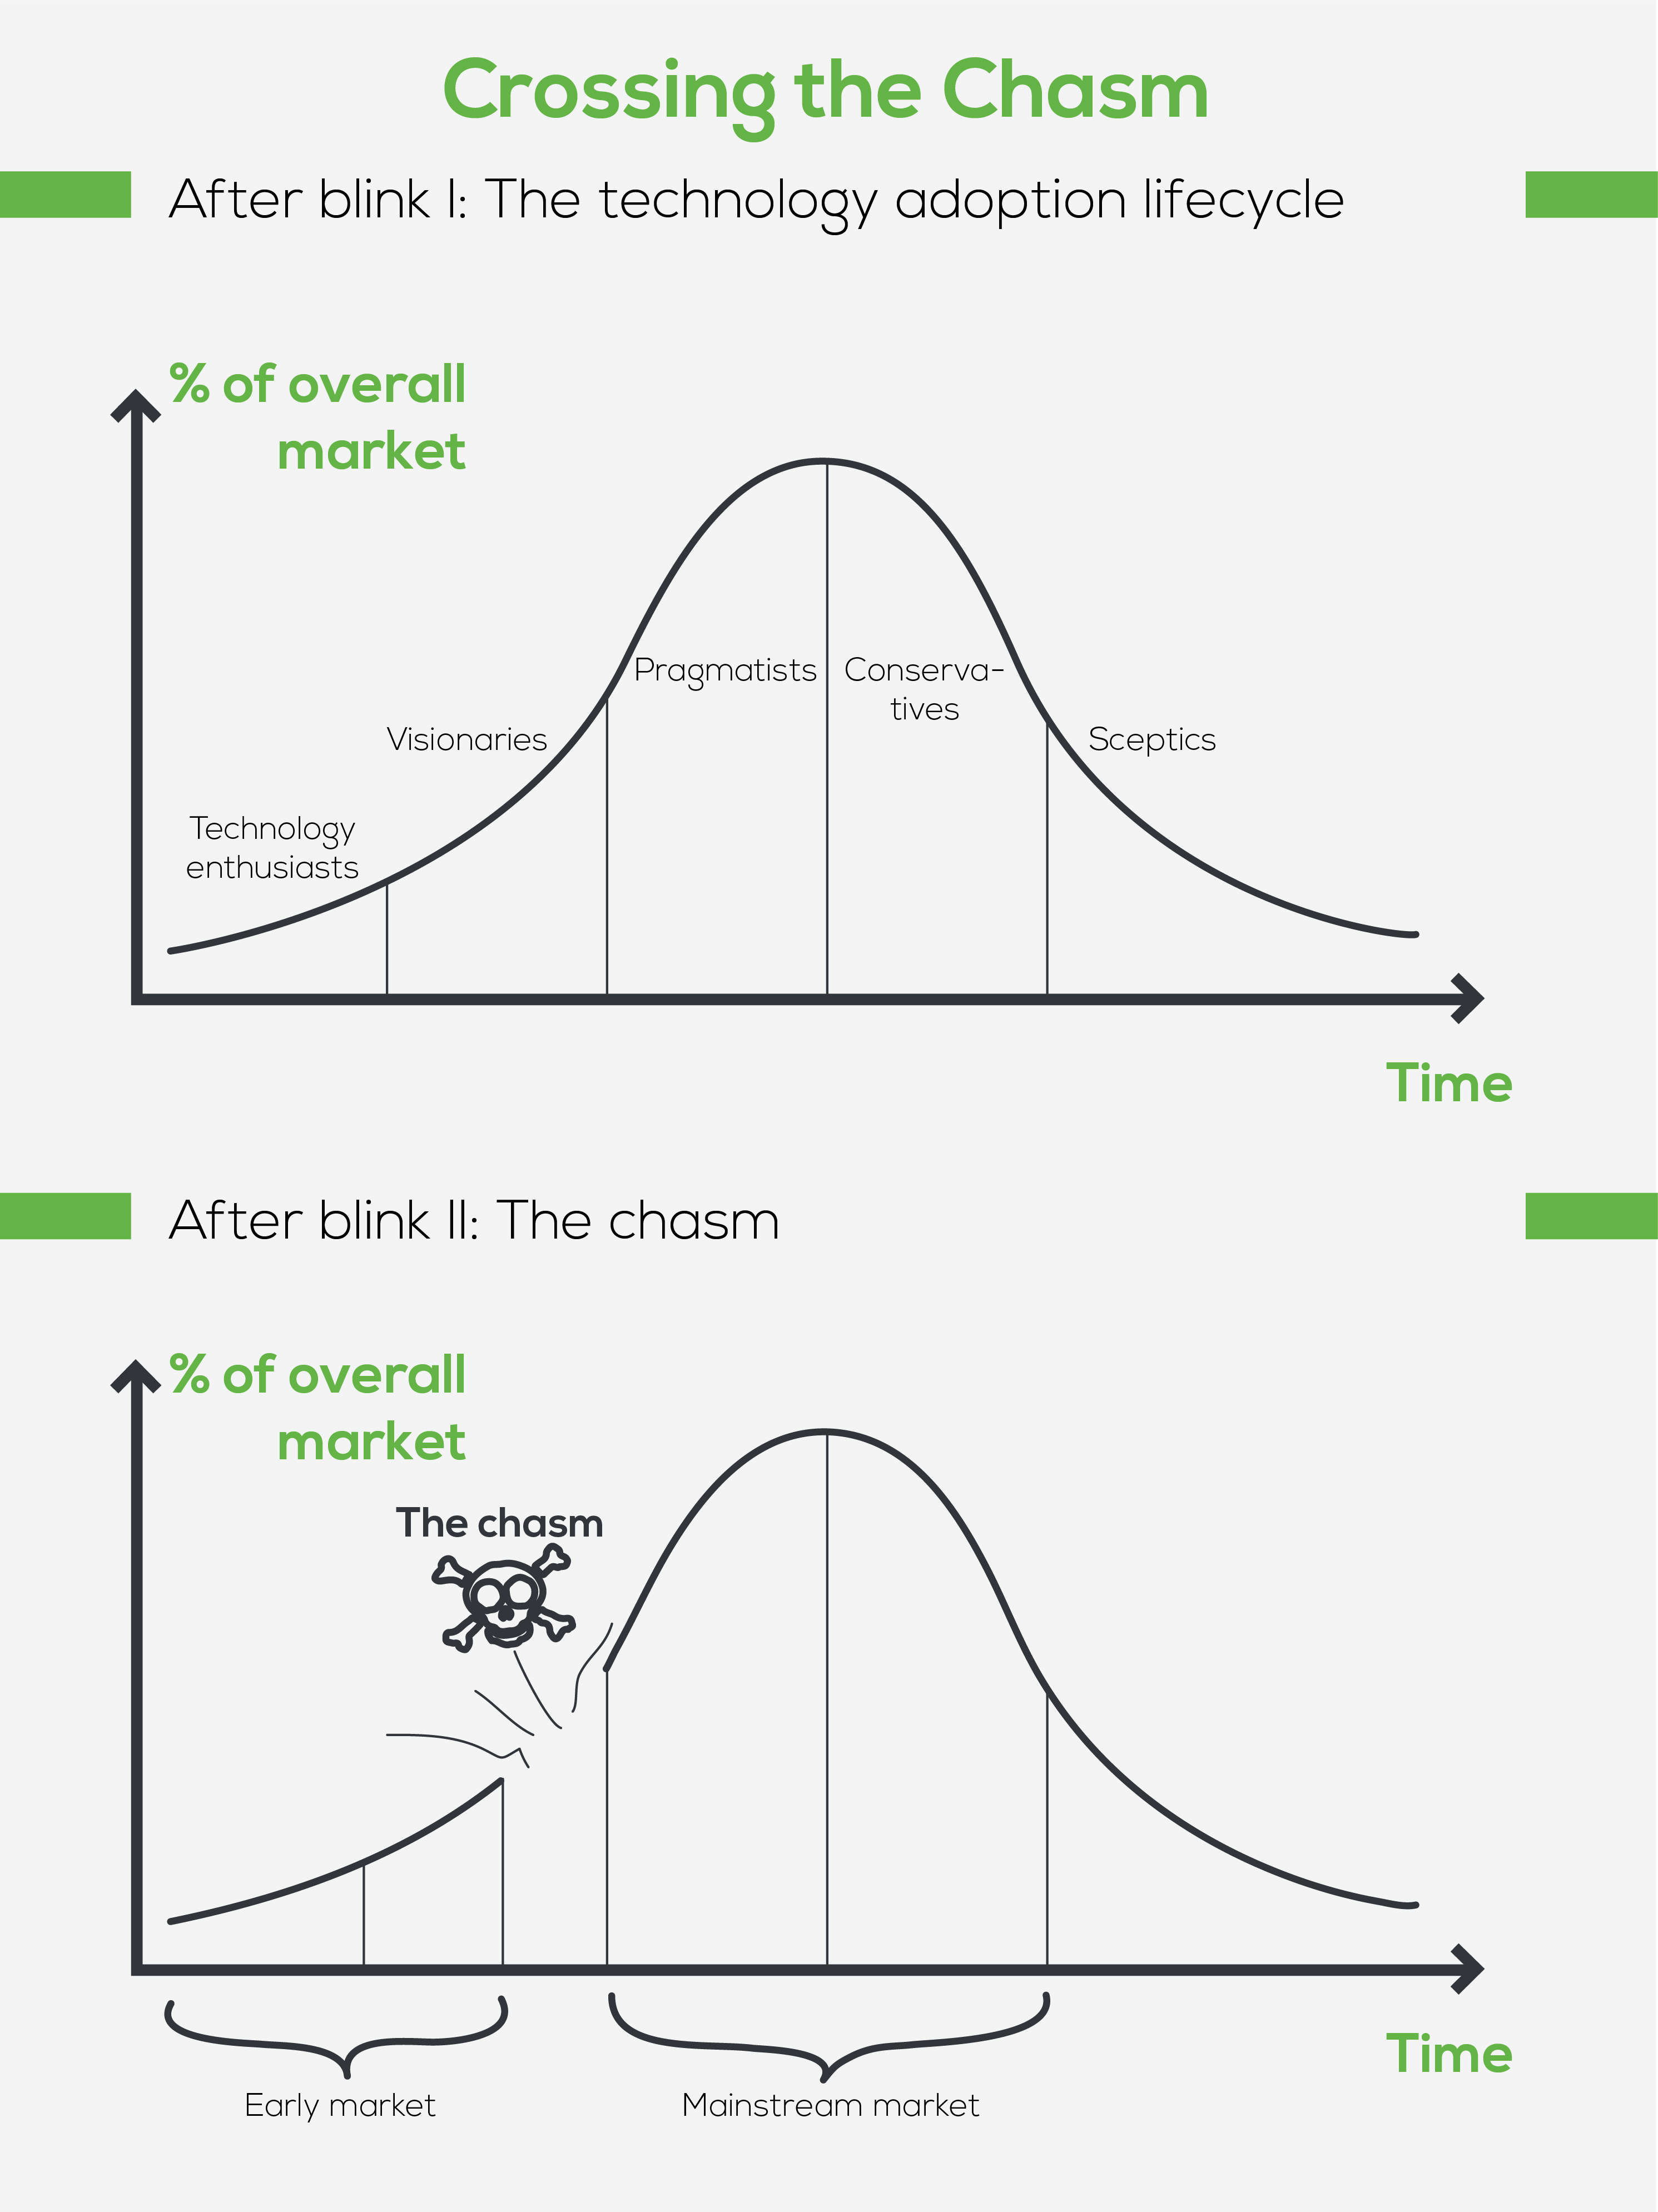 Crossing the Chasm
After blink I: The technology adoption lifecycle
% of overall
market
Pragmatists
Conserva-
tives
Visionaries
Sceptics
Technology
enthusiasts
Time
After blink II: The chasm
% of overall
market
The chasm
Time
Early market
Mainstream market